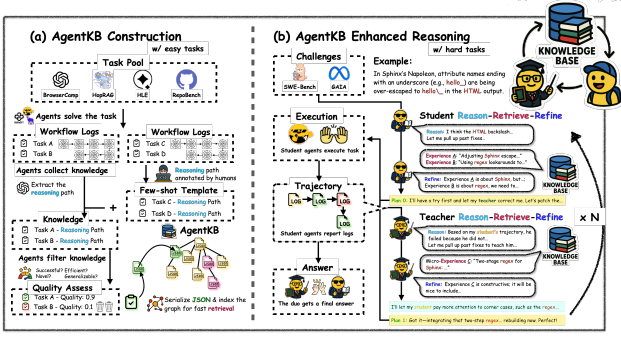 (a) AgentKB Construction
w/ easy tasks
Task Pool
BrowserCamp
HopRAG
HLE
RepoBench
Agents solve the task
Workflow Logs
Task A
Task B
Workflow Logs
Task C
Task D
Agents collect knowledge
Extract the
reasoning path
Reasoning path
annotated by humans
Few-shot Template
Task C - Reasoning Path
Task D - Reasoning Path
Knowledge
Task A - Reasoning Path
Task B - Reasoning Path
AgentKB
Agents filter knowledge
Successful? Efficient?
Novel? Generalizable?
Quality Assess
Task A - Quality: 0.9
Task B - Quality: 0.1
Serialize JSON & index the
graph for fast retrieval
(b) AgentKB Enhanced Reasoning
w/ hard tasks
Challenges
SWE-Bench
GAIA
Example:
In Sphinx's Napoleon, attribute names ending
with an underscore (e.g., hello_) are being
over-escaped to hello\_ in the HTML output.
KNOWLEDGE
BASE
Execution
Student agents execute task
Trajectory
LOG
LOG
LOG
LOG
LOG
Student agents report logs
Answer
The duo gets a final answer
Student Reason-Retrieve-Refine
Reason: I think the HTML backslash...
Let me pull up past fixes..
Experience A: "Adjusting Sphinx escape..."
Experience B: "Using regex lookarounds to..."
Refine: Experience A is about Sphinx, but...
Experience B is about regex, we need to...
KNOWLEDGE
BASE
Plan 0: I'll have a try first and let my teacher correct me. Let's patch the...
Teacher Reason-Retrieve-Refine
x N
Reason: Based on my student's trajectory, he
failed because he did not..
Let me pull up past fixes to teach him...
Micro-Experience C: "Two-stage regex for
Sphinx: ..."
Refine: Experience C is constructive; it will be
nice to include...
KNOWLEDGE
BASE
I'll let my student pay more attention to corner cases, such as the regex...
Plan 1: Got it—integrating that two-step regex... rebuilding now. Perfect!